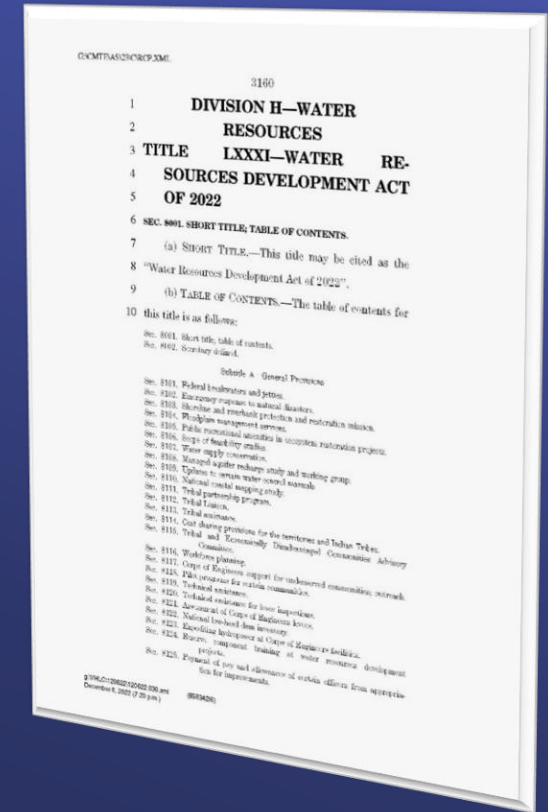 G:\CMTE\AS\23\C\RCP.XML
3160
1 DIVISION H—WATER
2 RESOURCES
3 TITLE LXXXI—WATER RE-
4 SOURCES DEVELOPMENT ACT
5 OF 2022
6 SEC. 8001. SHORT TITLE; TABLE OF CONTENTS.
7 (a) SHORT TITLE.—This title may be cited as the
8 "Water Resources Development Act of 2022".
9 (b) TABLE OF CONTENTS.—The table of contents for
10 this title is as follows:
Sec. 8001. Short title; table of contents.
Sec. 8002. Secretary defined.
Subtitle A—General Provisions
Sec. 8101. Federal breakwaters and jetties.
Sec. 8102. Emergency response to natural disasters.
Sec. 8103. Shoreline and riverbank protection and restoration mission.
Sec. 8104. Floodplain management services.
Sec. 8105. Public recreational amenities in ecosystem restoration projects.
Sec. 8106. Scope of feasibility studies.
Sec. 8107. Water supply conservation.
Sec. 8108. Managed aquifer recharge study and working group.
Sec. 8109. Updates to certain water control manuals.
Sec. 8110. National coastal mapping study.
Sec. 8111. Tribal partnership program.
Sec. 8112. Tribal Liaison.
Sec. 8113. Tribal assistance.
Sec. 8114. Cost sharing provisions for the territories and Indian Tribes.
Sec. 8115. Tribal and Economically Disadvantaged Communities Advisory
Committee.
Sec. 8116. Workforce planning.
Sec. 8117. Corps of Engineers support for underserved communities; outreach.
Sec. 8118. Pilot programs for certain communities.
Sec. 8119. Technical assistance.
Sec. 8120. Technical assistance for levee inspections.
Sec. 8121. Assessment of Corps of Engineers levees.
Sec. 8122. National low-head dam inventory.
Sec. 8123. Expediting hydropower at Corps of Engineers facilities.
Sec. 8124. Reserve component training at water resources development
projects.
Sec. 8125. Payment of pay and allowances of certain officers from appropria-
tion for improvements.
g:\VHLC\120622\120622.030.xml
December 6, 2022 (7:20 p.m.)